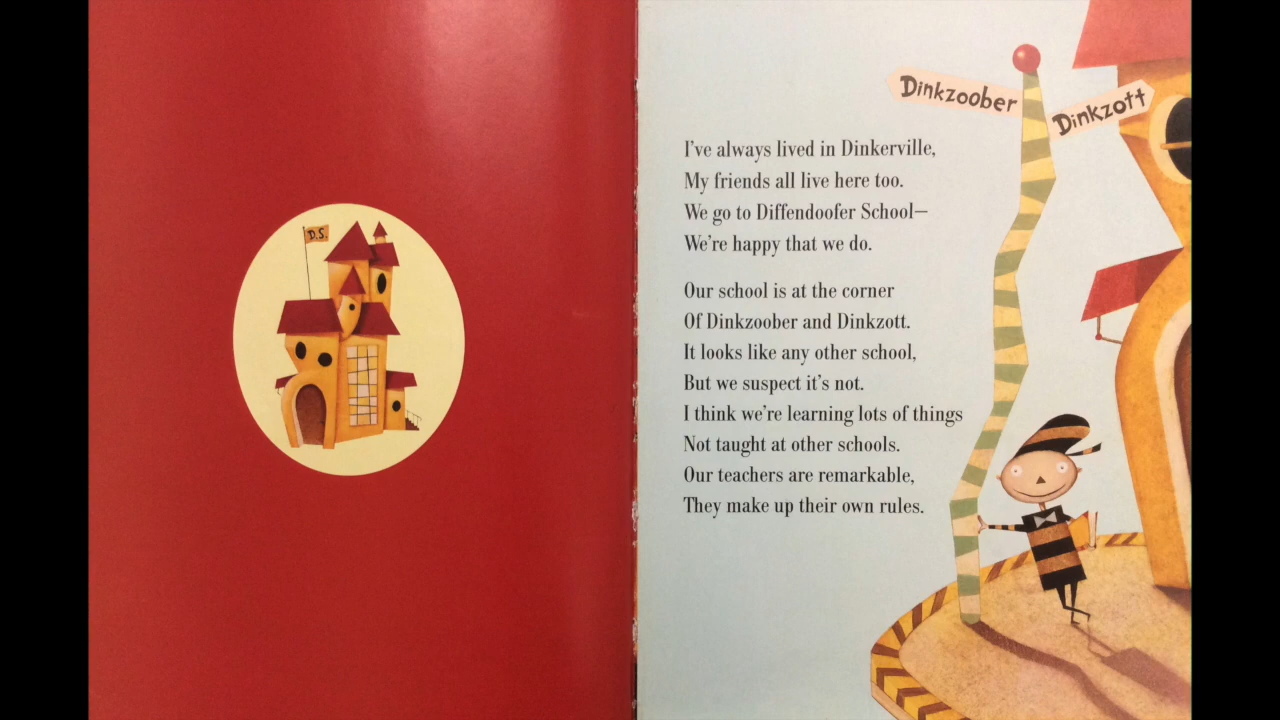 D.S.
Dinkzoober
Dinkzott
I've always lived in Dinkerville,
My friends all live here too.
We go to Diffendoofer School—
We're happy that we do.
Our school is at the corner
Of Dinkzoober and Dinkzott.
It looks like any other school,
But we suspect it's not.
I think we're learning lots of things
Not taught at other schools.
Our teachers are remarkable,
They make up their own rules.